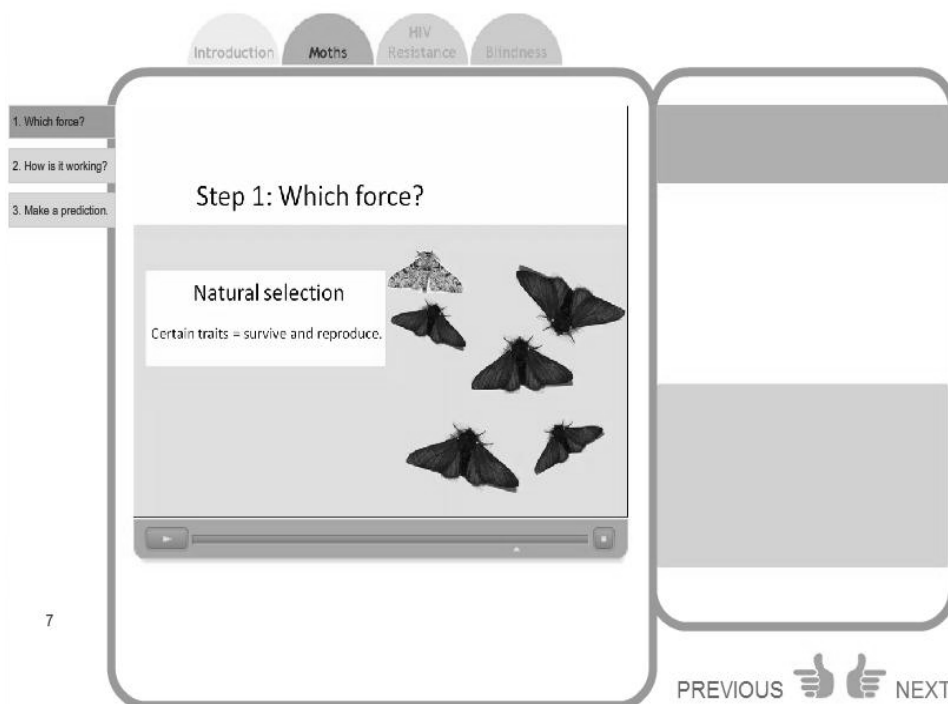 Introduction
Moths
HIV
Resistance
Blindness
1. Which force?
2. How is it working?
3. Make a prediction.
Step 1: Which force?
Natural selection
Certain traits = survive and reproduce.
7
PREVIOUS
NEXT